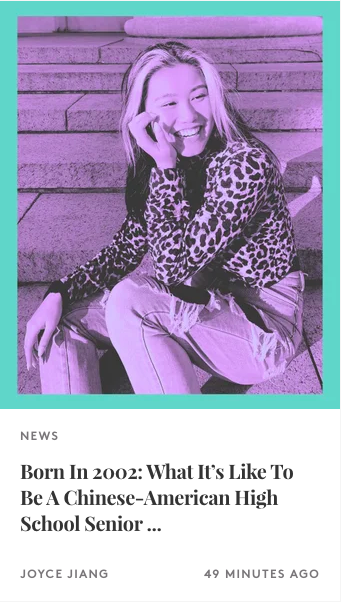 NEWS
Born In 2002: What It’s Like To
Be A Chinese-American High
School Senior ...
JOYCE JIANG
49 MINUTES AGO